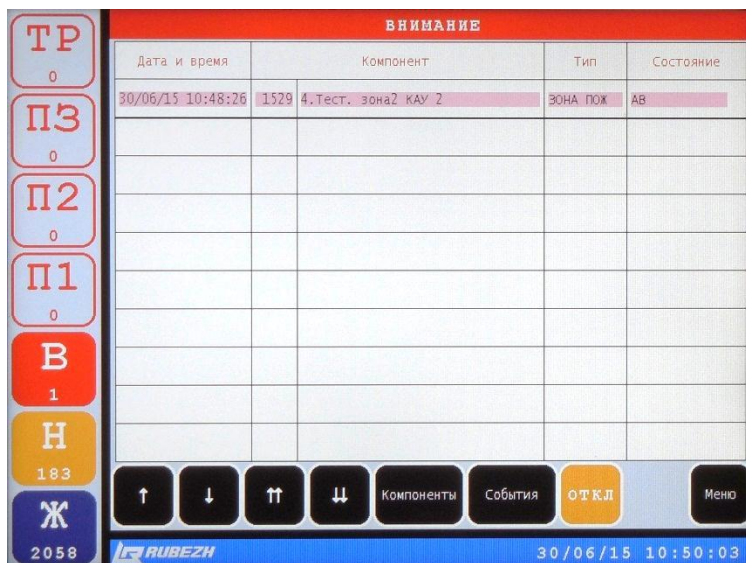 ТР
0
ПЗ
0
П2
0
П1
0
В
1
Н
183
Ж
2058
ВНИМАНИЕ
Дата и время Компонент Тип Состояние
30/06/15 10:48:26 1529 4.Тест. зона2 КАУ 2 ЗОНА ПОЖ АВ
↑ ↓ ⇈ ⇊ Компоненты События ОТКЛ Меню
RUBEZH 30/06/15 10:50:03